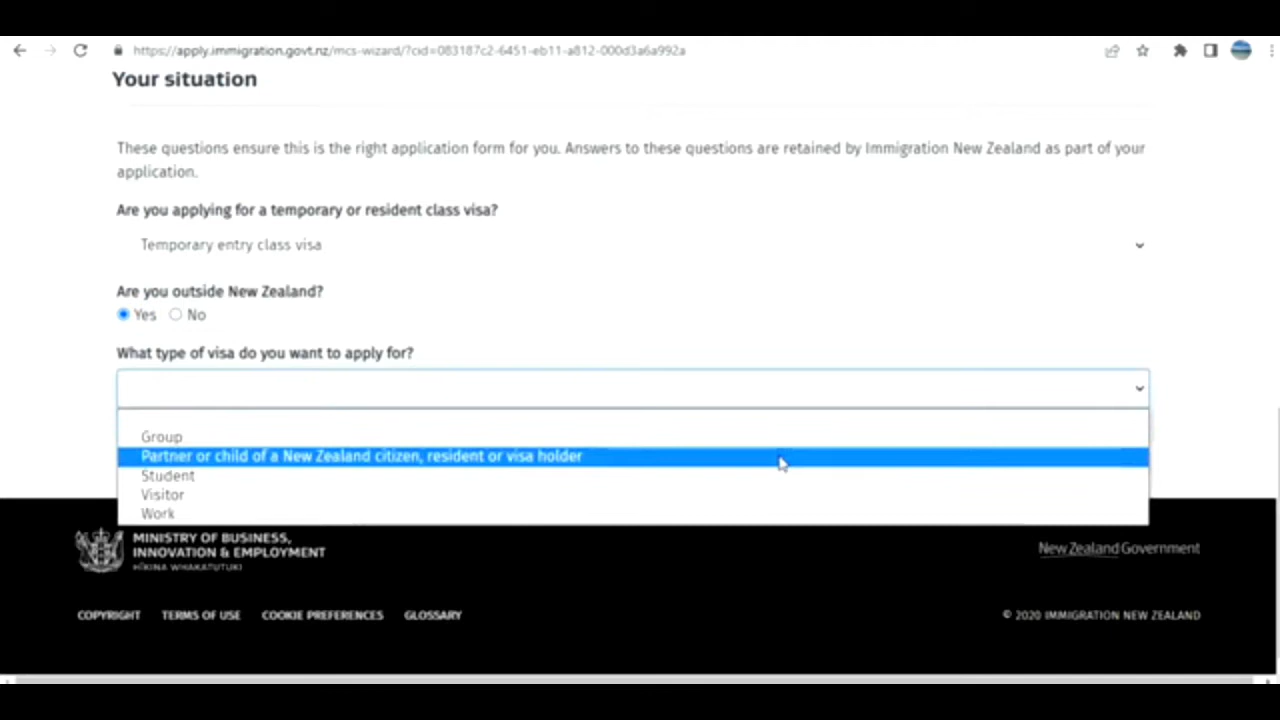 https://apply.immigration.govt.nz/mcs-wizard/?cid=083187c2-6451-eb11-a812-000d3a6a992a
Your situation
These questions ensure this is the right application form for you. Answers to these questions are retained by Immigration New Zealand as part of your
application.
Are you applying for a temporary or resident class visa?
Temporary entry class visa
Are you outside New Zealand?
Yes No
What type of visa do you want to apply for?
Group
Partner or child of a New Zealand citizen, resident or visa holder
Student
Visitor
Work
MINISTRY OF BUSINESS,
INNOVATION & EMPLOYMENT
HĪKINA WHAKATUTUKI
New Zealand Government
COPYRIGHT TERMS OF USE COOKIE PREFERENCES GLOSSARY
© 2020 IMMIGRATION NEW ZEALAND